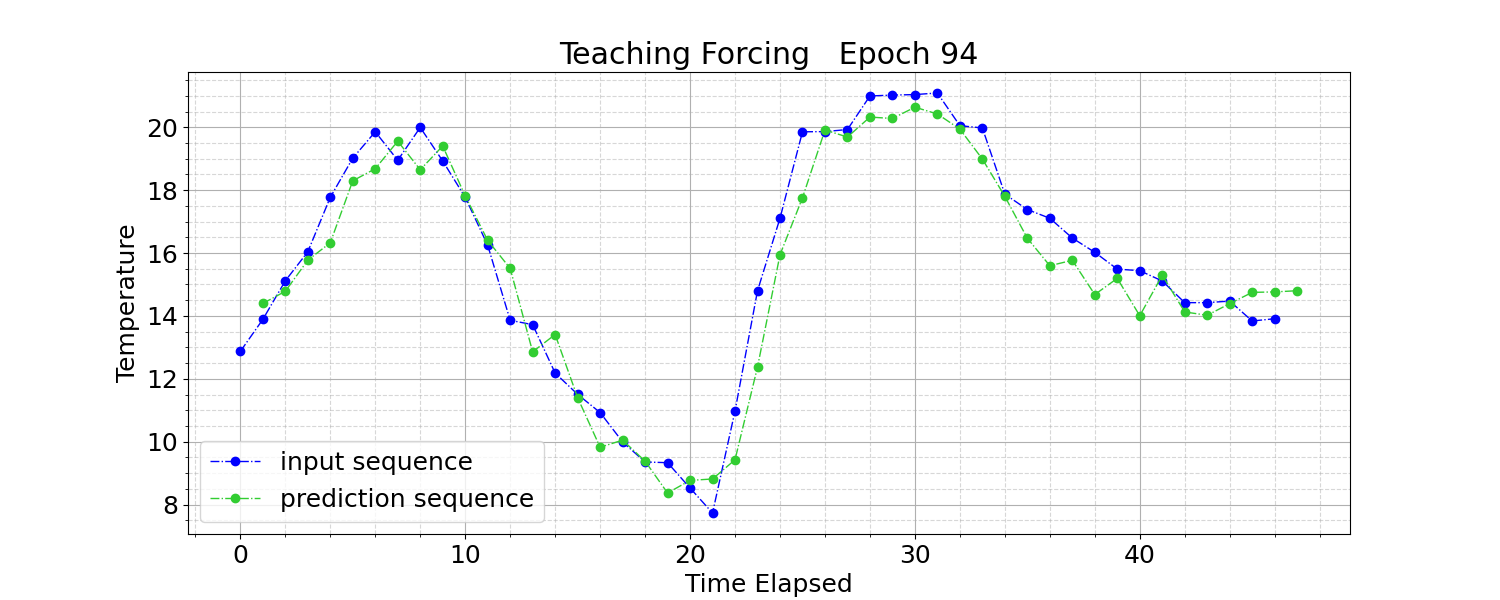 Teaching Forcing   Epoch 94
Temperature
20
18
16
14
12
10
8
input sequence
prediction sequence
0 10 20 30 40
Time Elapsed